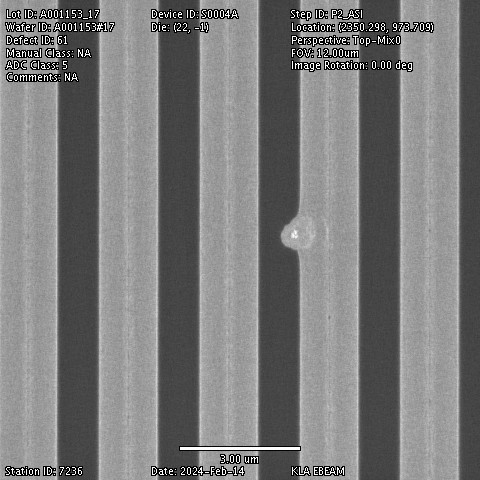 Lot ID: A001153_17
Device ID: S0004A
Step ID: P2_ASI
Wafer ID: A001153#17
Die: (22, -1)
Location: (2350.298, 973.709)
Defect ID: 61
Perspective: Top-Mix0
Manual Class: NA
FOV: 12.00um
ADC Class: 5
Image Rotation: 0.00 deg
Comments: NA
3.00 um
Station ID: 7236
Date: 2024-Feb-14
KLA EBEAM